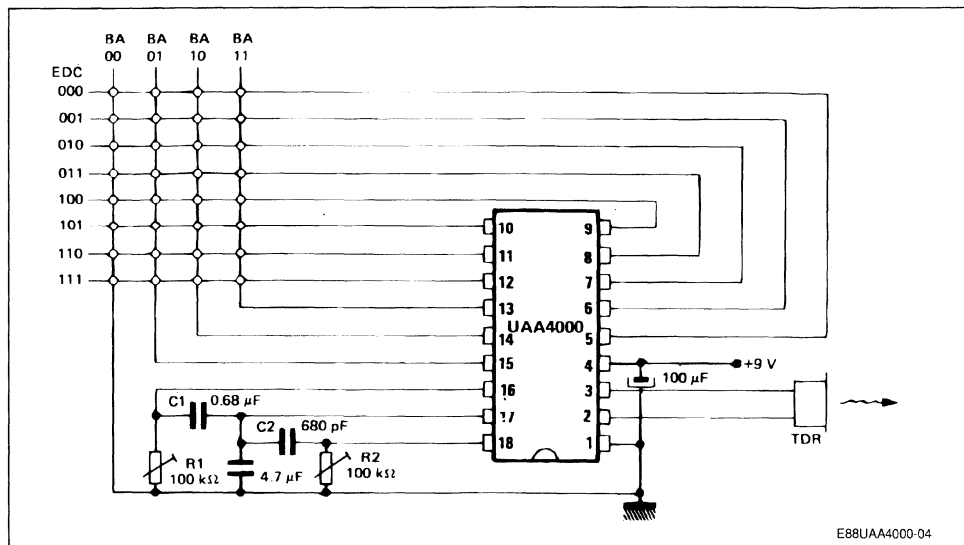 BA BA BA BA
00 01 10 11
EDC
000
001
010
011
100
101
110
111
10 9
11 8
12 7
13 6
UAA4000
14 5
15 4
+9 V
100 µF
16 3
C1 0.68 µF
17 2
C2 680 pF
TDR
18 1
R1
100 kΩ
4.7 µF
R2
100 kΩ
E88UAA4000-04